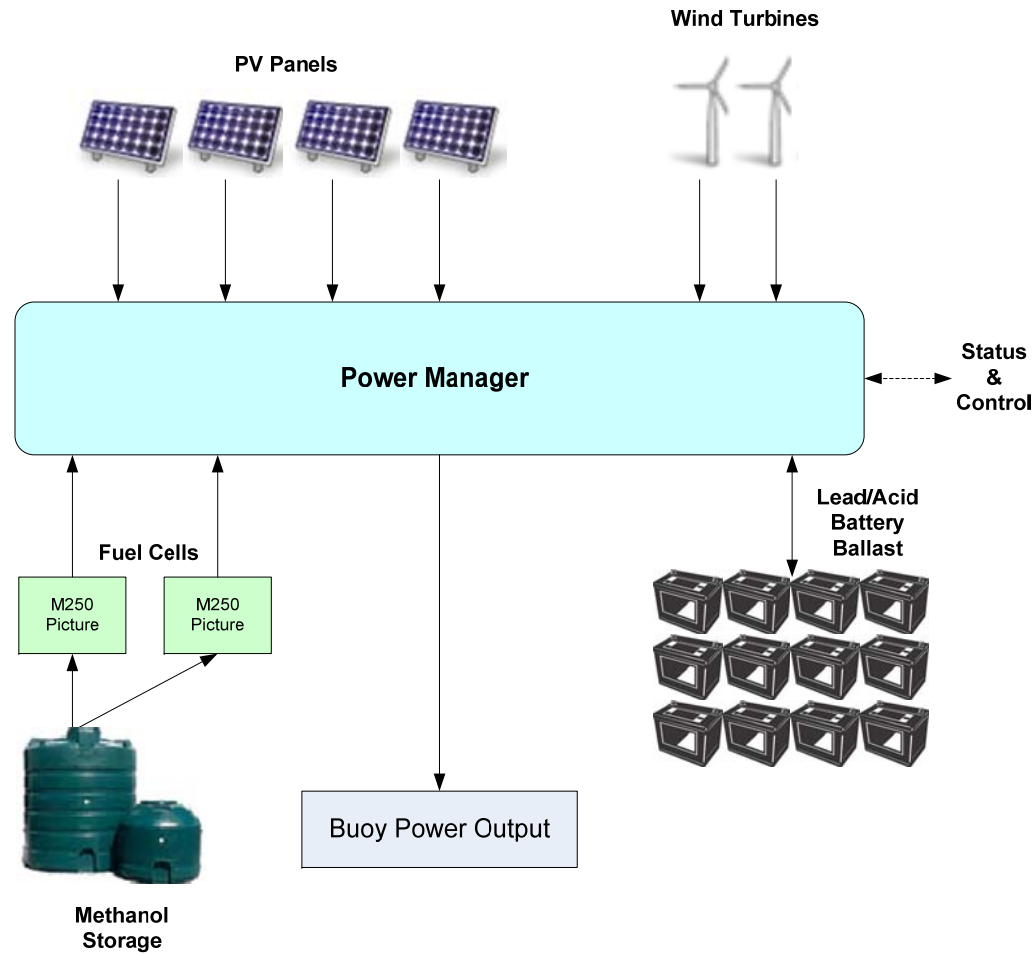 Wind Turbines
PV Panels
Power Manager
Status
&
Control
Lead/Acid
Battery
Ballast
Fuel Cells
M250
Picture
M250
Picture
Buoy Power Output
Methanol
Storage